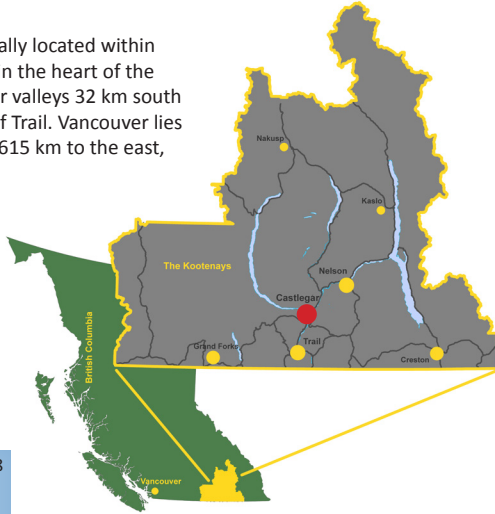 ally located within
n the heart of the
r valleys 32 km south
f Trail. Vancouver lies
615 km to the east,
Nakusp
Kaslo
The Kootenays
Nelson
Castlegar
Grand Forks
Trail
Creston
British Columbia
Vancouver